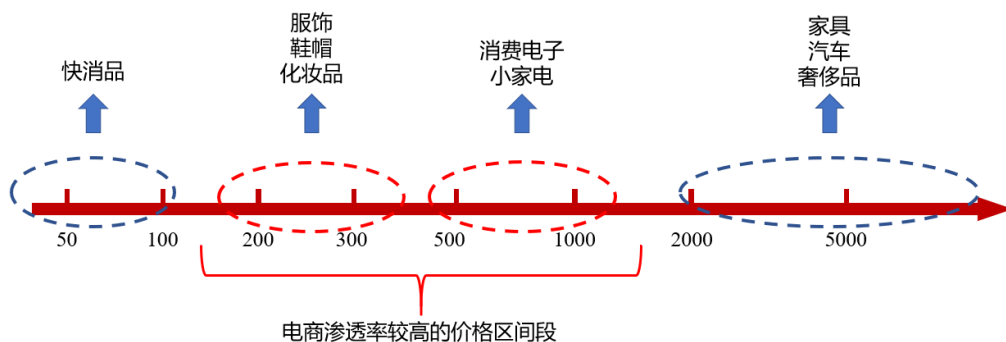 快消品
服饰
鞋帽
化妆品
消费电子
小家电
家具
汽车
奢侈品
50
100
200
300
500
1000
2000
5000
电商渗透率较高的价格区间段